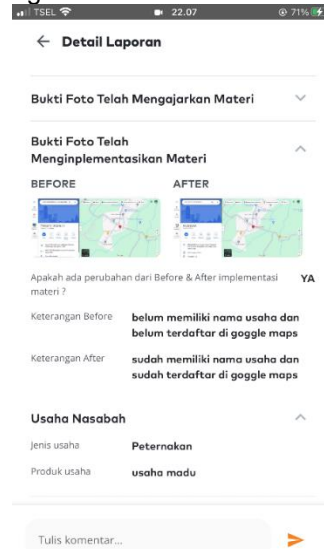 TSEL 22.07 71%
Detail Laporan
Bukti Foto Telah Mengajarkan Materi
Bukti Foto Telah
Menginplementasikan Materi
BEFORE AFTER
Apakah ada perubahan dari Before & After implementasi YA
materi ?
Keterangan Before belum memiliki nama usaha dan
belum terdaftar di goggle maps
Keterangan After sudah memiliki nama usaha dan
sudah terdaftar di goggle maps
Usaha Nasabah
Jenis usaha Peternakan
Produk usaha usaha madu
Tulis komentar...